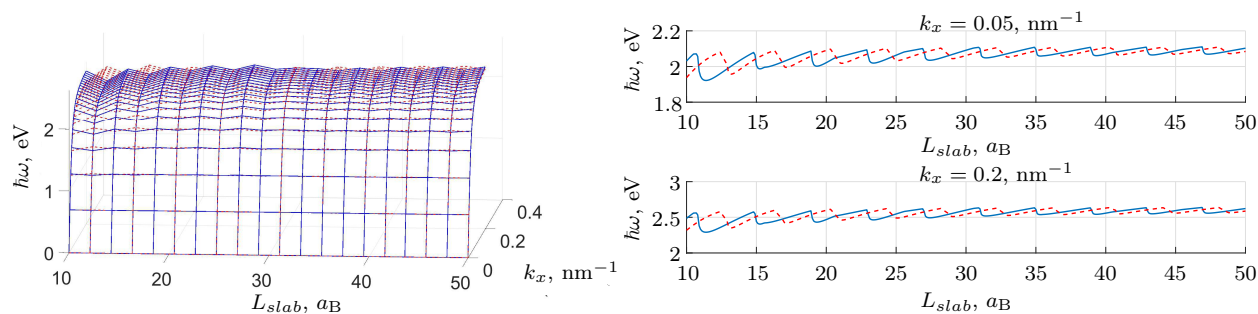 ħω, eV
2
1
0
10
20
30
40
50
L_slab, a_B
0.4
0.2
0
k_x, nm⁻¹
k_x = 0.05, nm⁻¹
ħω, eV
2.2
2
1.8
10 15 20 25 30 35 40 45 50
L_slab, a_B
k_x = 0.2, nm⁻¹
ħω, eV
3
2.5
2
10 15 20 25 30 35 40 45 50
L_slab, a_B